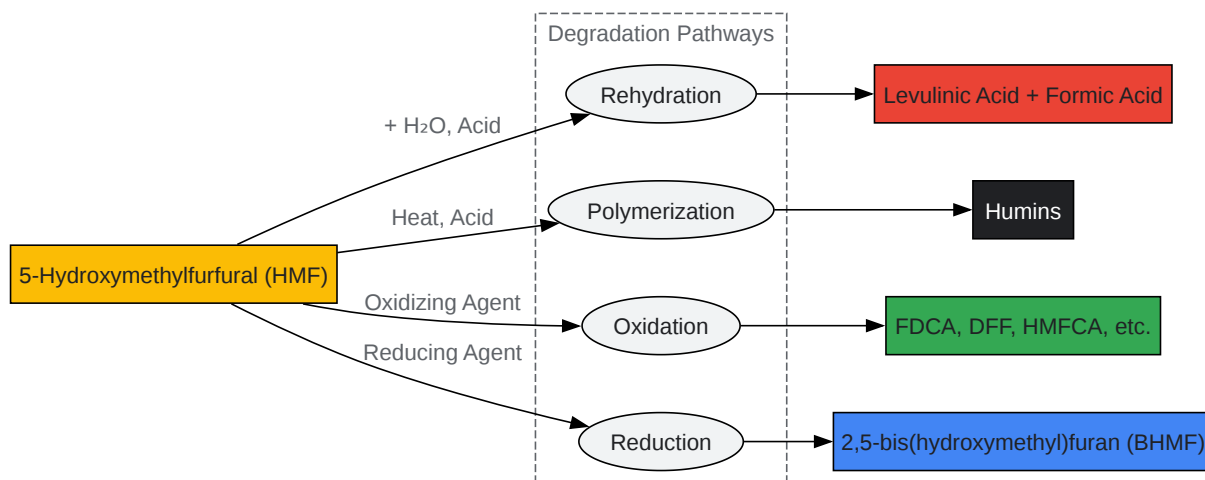 Degradation Pathways
+ H₂O, Acid
Rehydration
Levulinic Acid + Formic Acid
Heat, Acid
Polymerization
Humins
5-Hydroxymethylfurfural (HMF)
Oxidizing Agent
Oxidation
FDCA, DFF, HMFCA, etc.
Reducing Agent
Reduction
2,5-bis(hydroxymethyl)furan (BHMF)